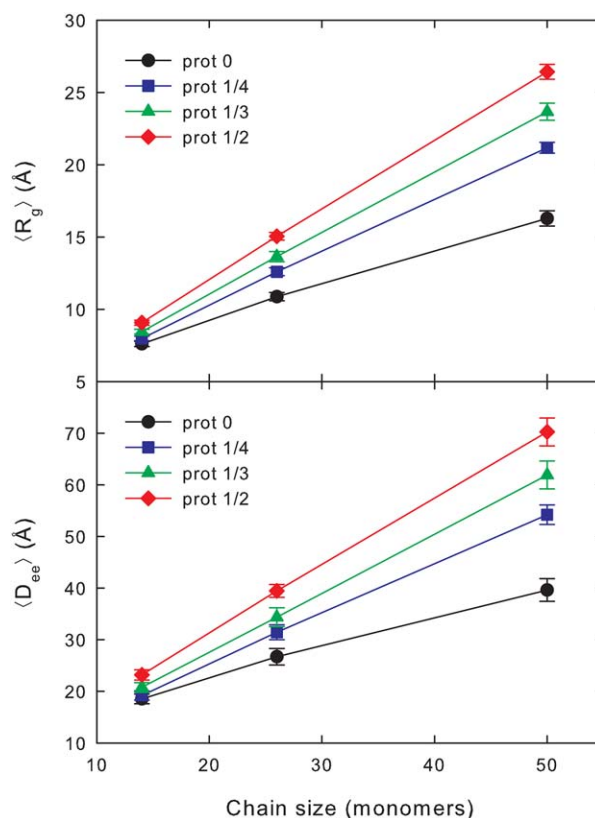 30
25
20
15
10
5
⟨R_g⟩ (Å)
prot 0
prot 1/4
prot 1/3
prot 1/2
70
60
50
40
30
20
10
⟨D_ee⟩ (Å)
prot 0
prot 1/4
prot 1/3
prot 1/2
10 20 30 40 50
Chain size (monomers)